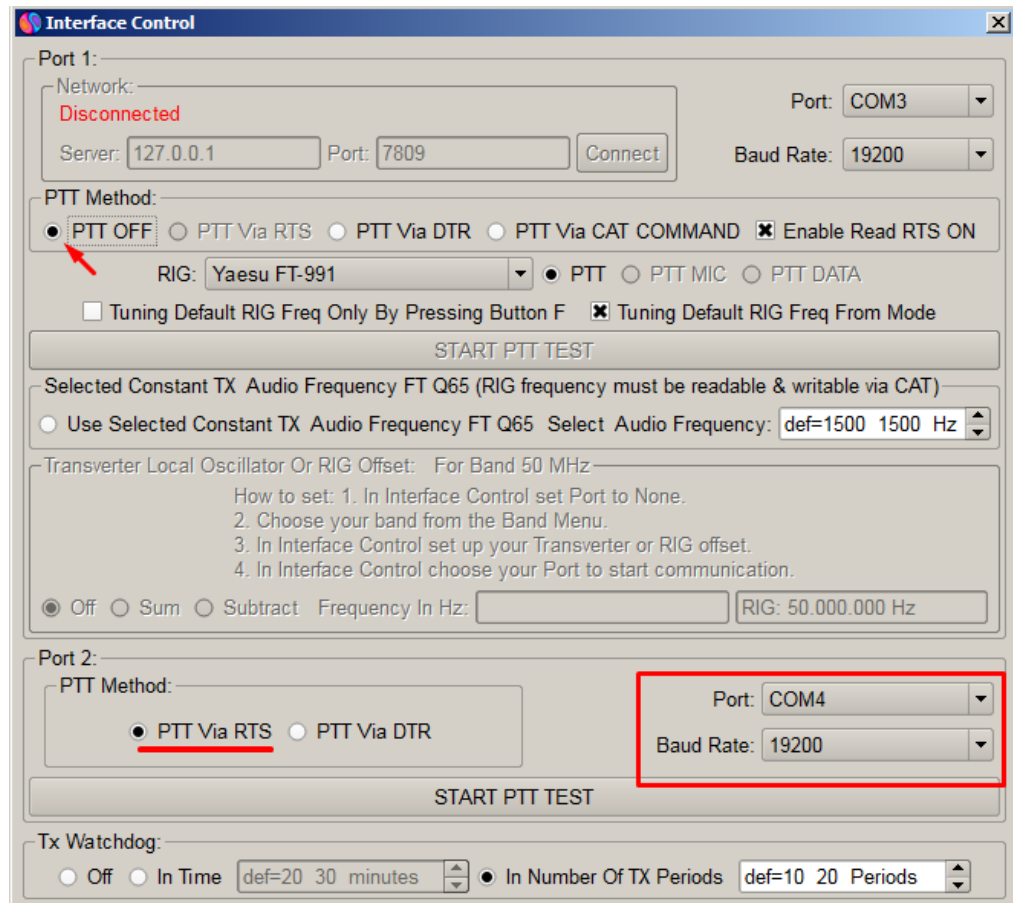 Interface Control
Port 1:
Network:
Disconnected
Server: 127.0.0.1 Port: 7809 Connect
Port: COM3
Baud Rate: 19200
PTT Method:
PTT OFF PTT Via RTS PTT Via DTR PTT Via CAT COMMAND Enable Read RTS ON
RIG: Yaesu FT-991 PTT PTT MIC PTT DATA
Tuning Default RIG Freq Only By Pressing Button F Tuning Default RIG Freq From Mode
START PTT TEST
Selected Constant TX Audio Frequency FT Q65 (RIG frequency must be readable & writable via CAT)
Use Selected Constant TX Audio Frequency FT Q65 Select Audio Frequency: def=1500 1500 Hz
Transverter Local Oscillator Or RIG Offset: For Band 50 MHz
How to set: 1. In Interface Control set Port to None.
2. Choose your band from the Band Menu.
3. In Interface Control set up your Transverter or RIG offset.
4. In Interface Control choose your Port to start communication.
Off Sum Subtract Frequency In Hz: RIG: 50.000.000 Hz
Port 2:
PTT Method:
PTT Via RTS PTT Via DTR
Port: COM4
Baud Rate: 19200
START PTT TEST
Tx Watchdog:
Off In Time def=20 30 minutes In Number Of TX Periods def=10 20 Periods